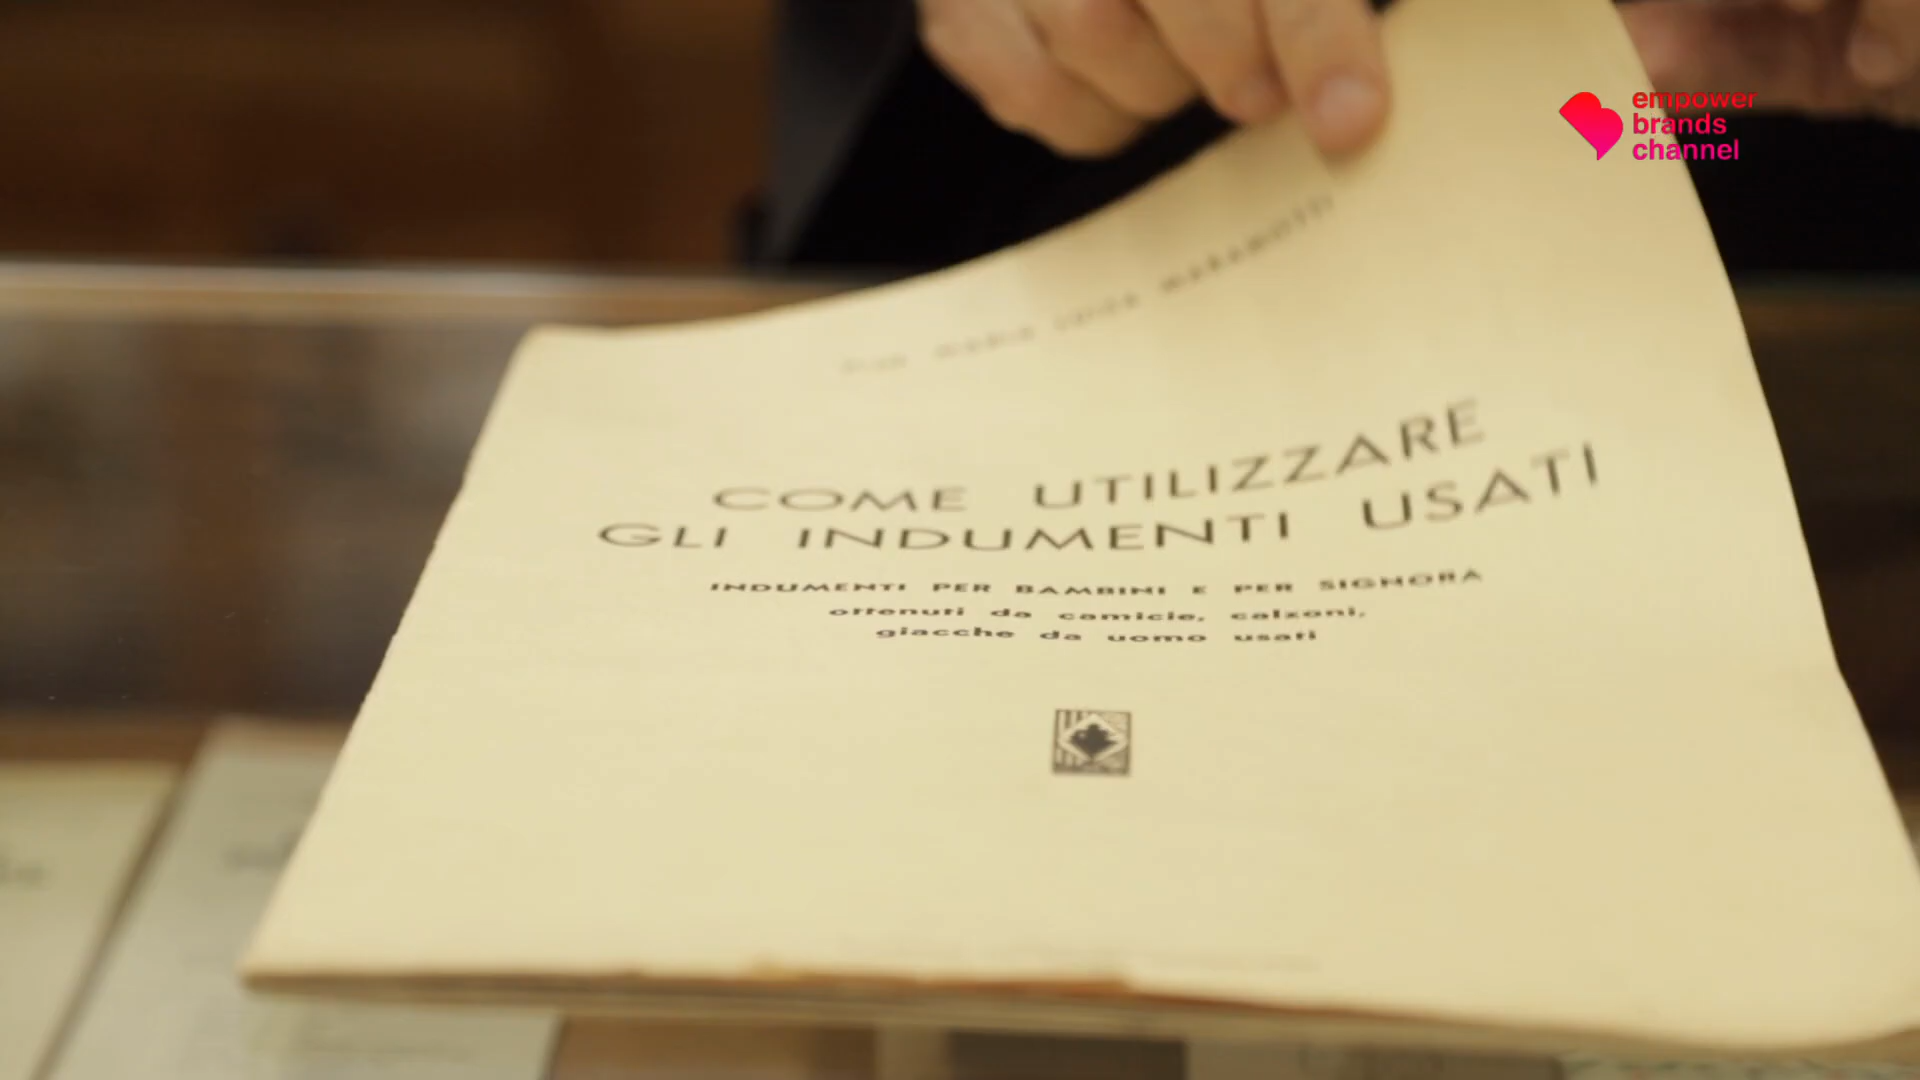 empower
brands
channel
maria
COME UTILIZZARE
GLI INDUMENTI USATI
INDUMENTI PER BAMBINI E PER SIGNORA
ottenuti da camicie, calzoni,
giacche da uomo usati